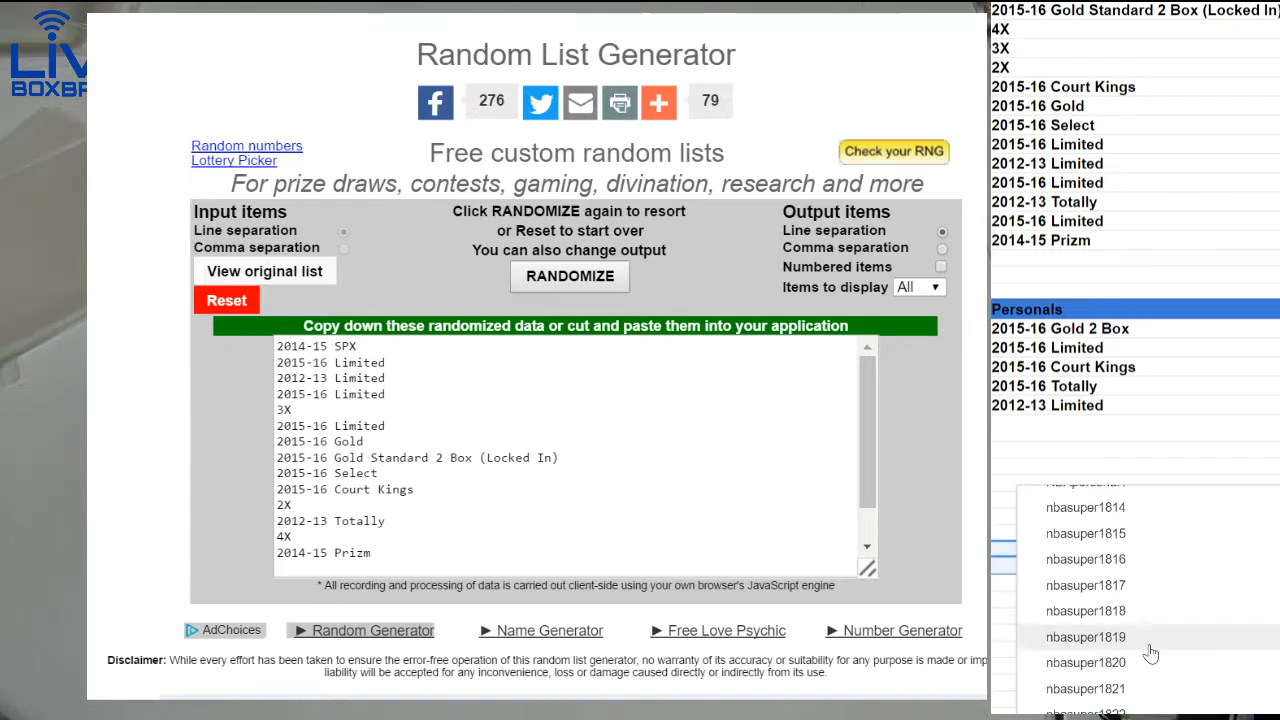 LIV
BOXBR
Random List Generator
276
79
Random numbers
Lottery Picker
Free custom random lists
Check your RNG
For prize draws, contests, gaming, divination, research and more
Input items
Line separation
Comma separation
View original list
Reset
Click RANDOMIZE again to resort
or Reset to start over
You can also change output
RANDOMIZE
Output items
Line separation
Comma separation
Numbered items
Items to display All
Copy down these randomized data or cut and paste them into your application
2014-15 SPX
2015-16 Limited
2012-13 Limited
2015-16 Limited
3X
2015-16 Limited
2015-16 Gold
2015-16 Gold Standard 2 Box (Locked In)
2015-16 Select
2015-16 Court Kings
2X
2012-13 Totally
4X
2014-15 Prizm
* All recording and processing of data is carried out client-side using your own browser's JavaScript engine
AdChoices
► Random Generator
► Name Generator
► Free Love Psychic
► Number Generator
Disclaimer: While every effort has been taken to ensure the error-free operation of this random list generator, no warranty of its accuracy or suitability for any purpose is made or imp
liability will be accepted for any inconvenience, loss or damage caused directly or indirectly from its use.
2015-16 Gold Standard 2 Box (Locked In)
4X
3X
2X
2015-16 Court Kings
2015-16 Gold
2015-16 Select
2015-16 Limited
2012-13 Limited
2015-16 Limited
2012-13 Totally
2015-16 Limited
2014-15 Prizm
Personals
2015-16 Gold 2 Box
2015-16 Limited
2015-16 Court Kings
2015-16 Totally
2012-13 Limited
nbasuper1814
nbasuper1815
nbasuper1816
nbasuper1817
nbasuper1818
nbasuper1819
nbasuper1820
nbasuper1821